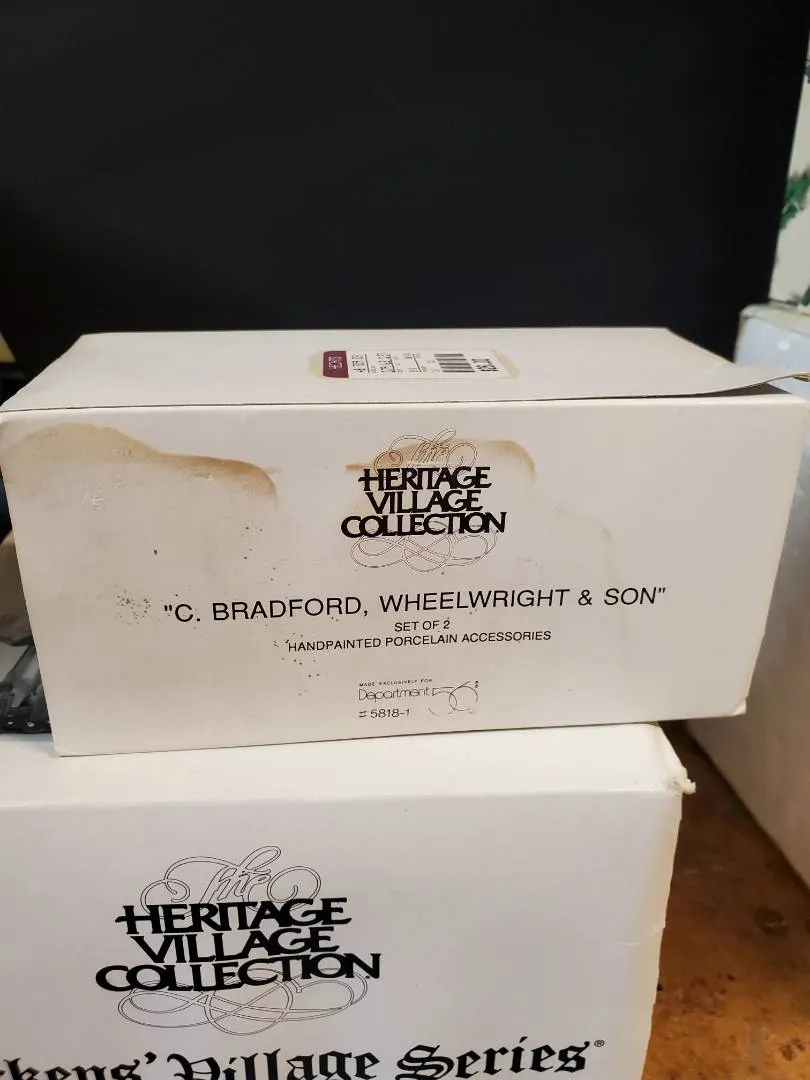 The
HERITAGE
VILLAGE
COLLECTION
"C. BRADFORD, WHEELWRIGHT & SON"
SET OF 2
HANDPAINTED PORCELAIN ACCESSORIES
MADE EXCLUSIVELY FOR
Department 56
#5818-1
The
HERITAGE
VILLAGE
COLLECTION
kens' Village Series®